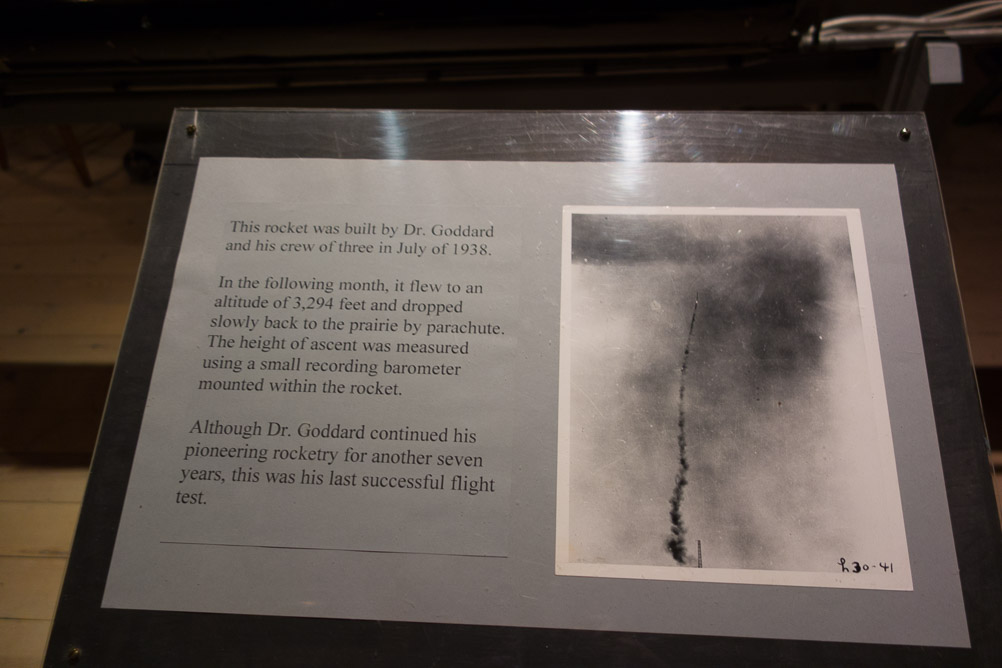 This rocket was built by Dr. Goddard
and his crew of three in July of 1938.
In the following month, it flew to an
altitude of 3,294 feet and dropped
slowly back to the prairie by parachute.
The height of ascent was measured
using a small recording barometer
mounted within the rocket.
Although Dr. Goddard continued his
pioneering rocketry for another seven
years, this was his last successful flight
test.
h30-41